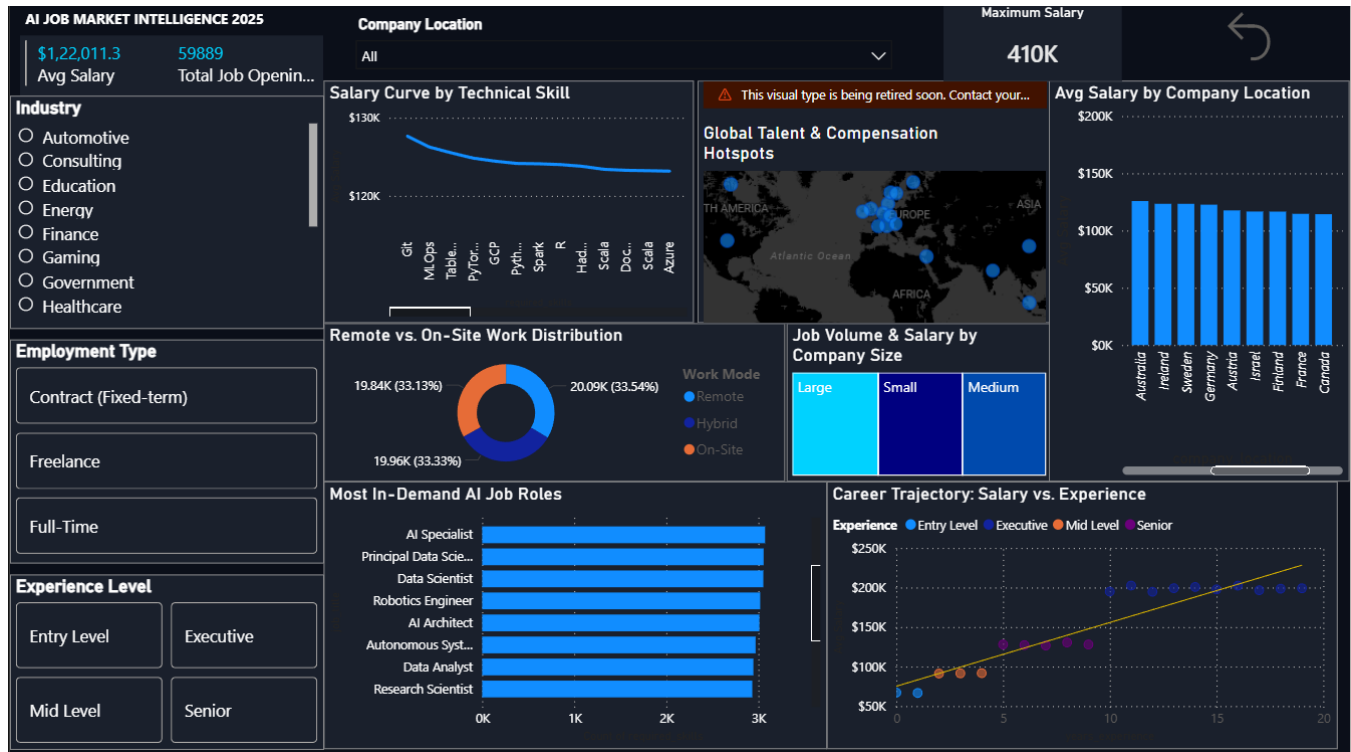 AI JOB MARKET INTELLIGENCE 2025
$1,22,011.3
Avg Salary
59889
Total Job Openin...
Company Location
All
Maximum Salary
410K
Industry
Automotive
Consulting
Education
Energy
Finance
Gaming
Government
Healthcare
Employment Type
Contract (Fixed-term)
Freelance
Full-Time
Experience Level
Entry Level
Executive
Mid Level
Senior
Salary Curve by Technical Skill
$130K
$120K
Git
MLOps
Table...
PyTor...
GCP
Pyth...
Spark
R
Had...
Scala
Doc...
Scala
Azure
This visual type is being retired soon. Contact your...
Global Talent & Compensation
Hotspots
TH AMERICA
EUROPE
ASIA
Atlantic Ocean
AFRICA
Avg Salary by Company Location
$200K
$150K
$100K
$50K
$0K
Australia
Ireland
Sweden
Germany
Austria
Israel
Finland
France
Canada
Remote vs. On-Site Work Distribution
19.84K (33.13%)
20.09K (33.54%)
19.96K (33.33%)
Work Mode
Remote
Hybrid
On-Site
Job Volume & Salary by
Company Size
Large
Small
Medium
Most In-Demand AI Job Roles
AI Specialist
Principal Data Scie...
Data Scientist
Robotics Engineer
AI Architect
Autonomous Syst...
Data Analyst
Research Scientist
0K
1K
2K
3K
Career Trajectory: Salary vs. Experience
Experience
Entry Level
Executive
Mid Level
Senior
$250K
$200K
$150K
$100K
$50K
0
5
10
15
20